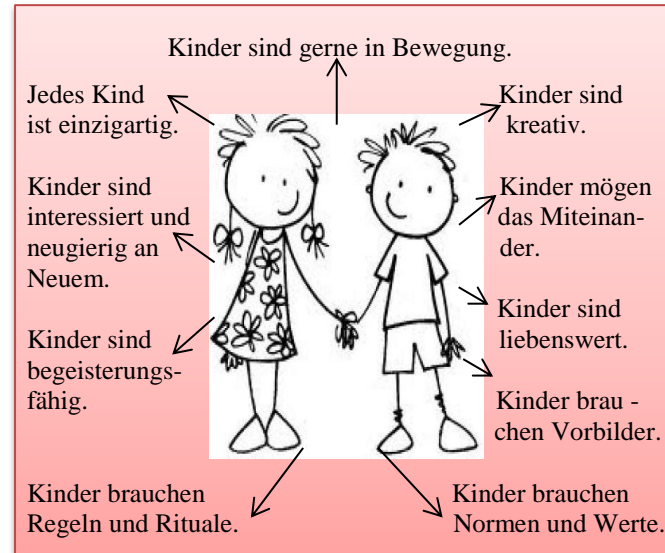 Kinder sind gerne in Bewegung.
Jedes Kind
ist einzigartig.
Kinder sind
kreativ.
Kinder sind
interessiert und
neugierig an
Neuem.
Kinder mögen
das Miteinan-
der.
Kinder sind
liebenswert.
Kinder sind
begeisterungs-
fähig.
Kinder brau -
chen Vorbilder.
Kinder brauchen
Regeln und Rituale.
Kinder brauchen
Normen und Werte.